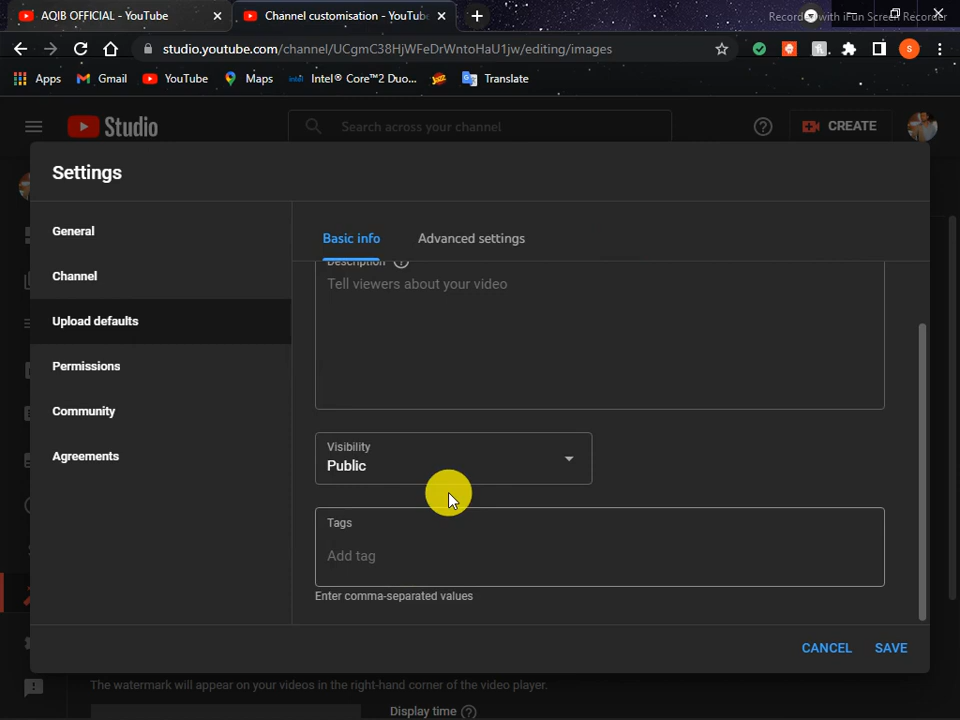 AQIB OFFICIAL - YouTube
Channel customisation - YouTube
Recorded with iFun Screen Recorder
studio.youtube.com/channel/UCgmC38HjWFeDrWntoHaU1jw/editing/images
S
Apps
Gmail
YouTube
Maps
Intel® Core™2 Duo...
Translate
Studio
Search across your channel
CREATE
Settings
General
Channel
Upload defaults
Permissions
Community
Agreements
Basic info
Advanced settings
Description
Tell viewers about your video
Visibility
Public
Tags
Add tag
Enter comma-separated values
CANCEL
SAVE
The watermark will appear on your videos in the right-hand corner of the video player.
Display time